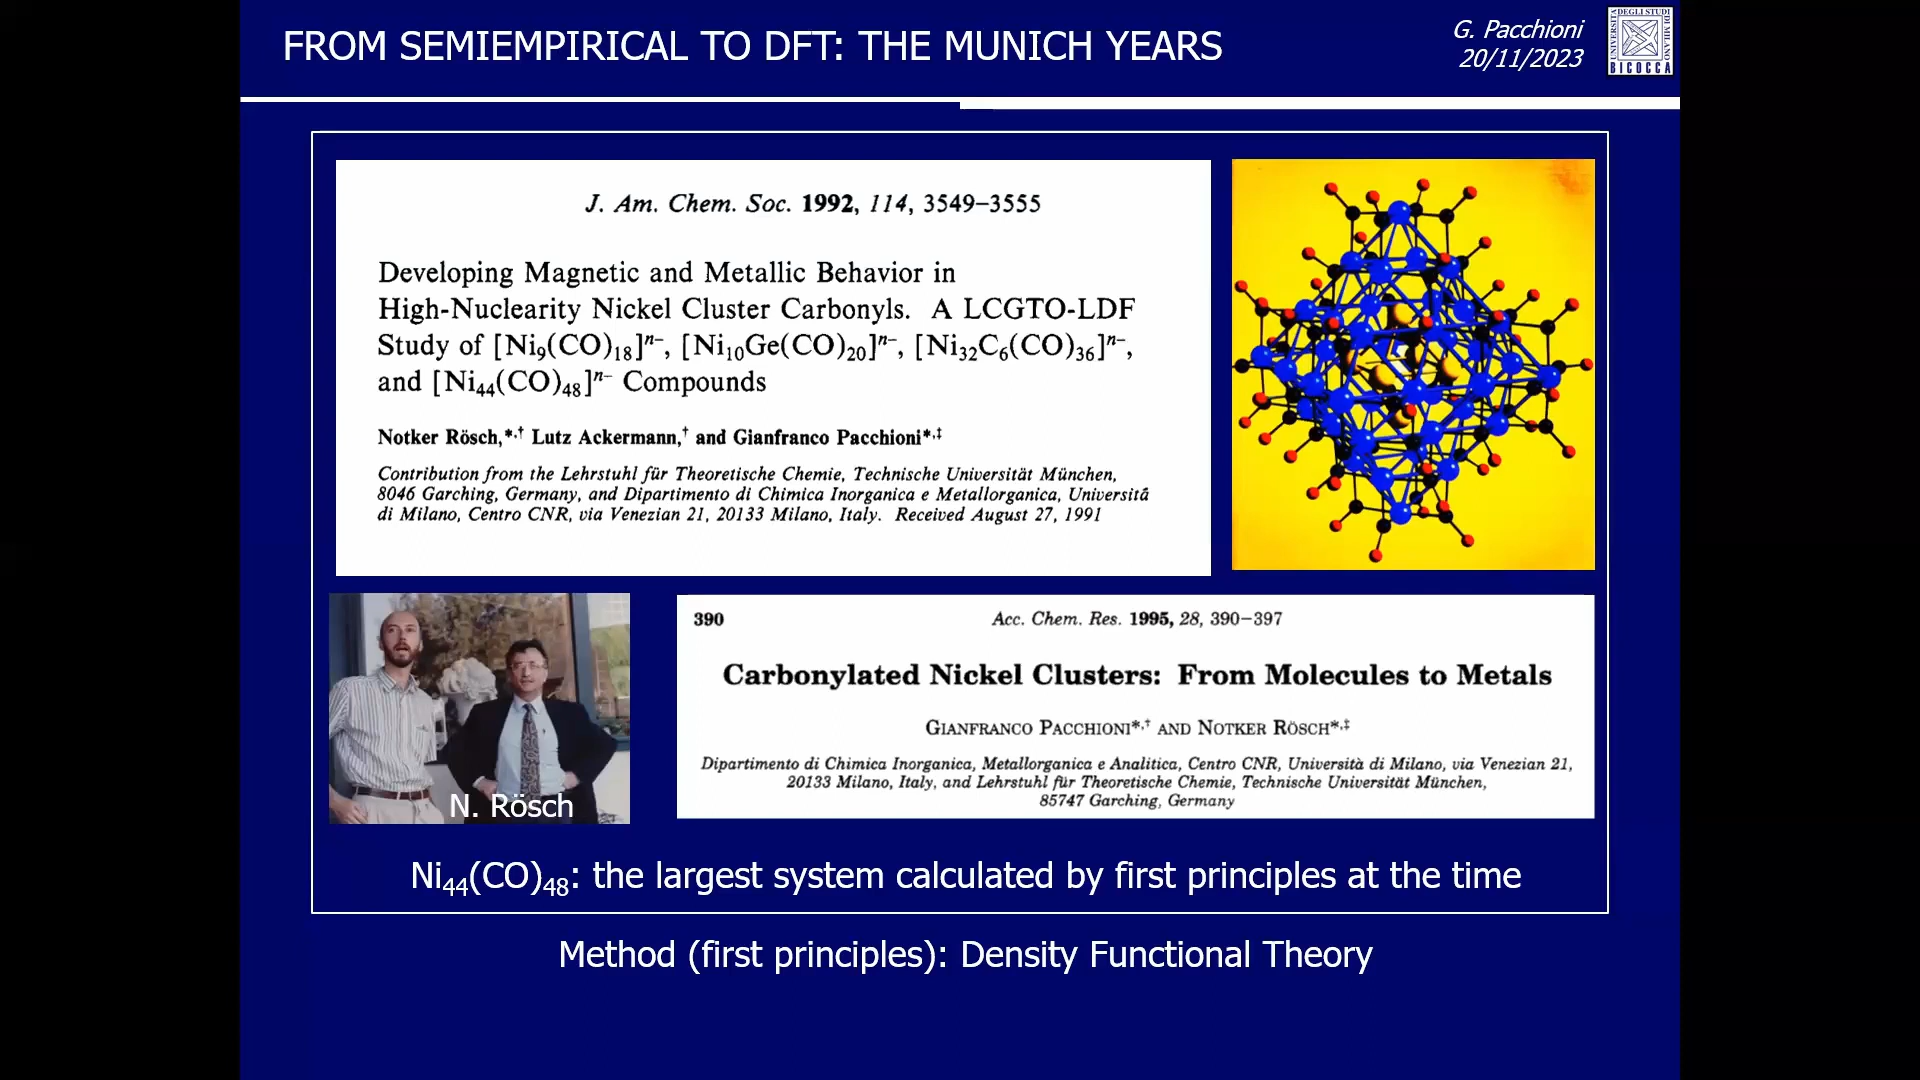 FROM SEMIEMPIRICAL TO DFT: THE MUNICH YEARS
G. Pacchioni
20/11/2023
UNIVERSITÀ DEGLI STUDI DI MILANO
BICOCCA
J. Am. Chem. Soc. 1992, 114, 3549–3555
Developing Magnetic and Metallic Behavior in
High-Nuclearity Nickel Cluster Carbonyls. A LCGTO-LDF
Study of [Ni₉(CO)₁₈]ⁿ⁻, [Ni₁₀Ge(CO)₂₀]ⁿ⁻, [Ni₃₂C₆(CO)₃₆]ⁿ⁻,
and [Ni₄₄(CO)₄₈]ⁿ⁻ Compounds
Notker Rösch,*,† Lutz Ackermann,† and Gianfranco Pacchioni*,‡
Contribution from the Lehrstuhl für Theoretische Chemie, Technische Universität München,
8046 Garching, Germany, and Dipartimento di Chimica Inorganica e Metallorganica, Universitá
di Milano, Centro CNR, via Venezian 21, 20133 Milano, Italy. Received August 27, 1991
N. Rösch
390 Acc. Chem. Res. 1995, 28, 390–397
Carbonylated Nickel Clusters: From Molecules to Metals
GIANFRANCO PACCHIONI*,† AND NOTKER RÖSCH*,‡
Dipartimento di Chimica Inorganica, Metallorganica e Analitica, Centro CNR, Università di Milano, via Venezian 21,
20133 Milano, Italy, and Lehrstuhl für Theoretische Chemie, Technische Universität München,
85747 Garching, Germany
Ni₄₄(CO)₄₈: the largest system calculated by first principles at the time
Method (first principles): Density Functional Theory